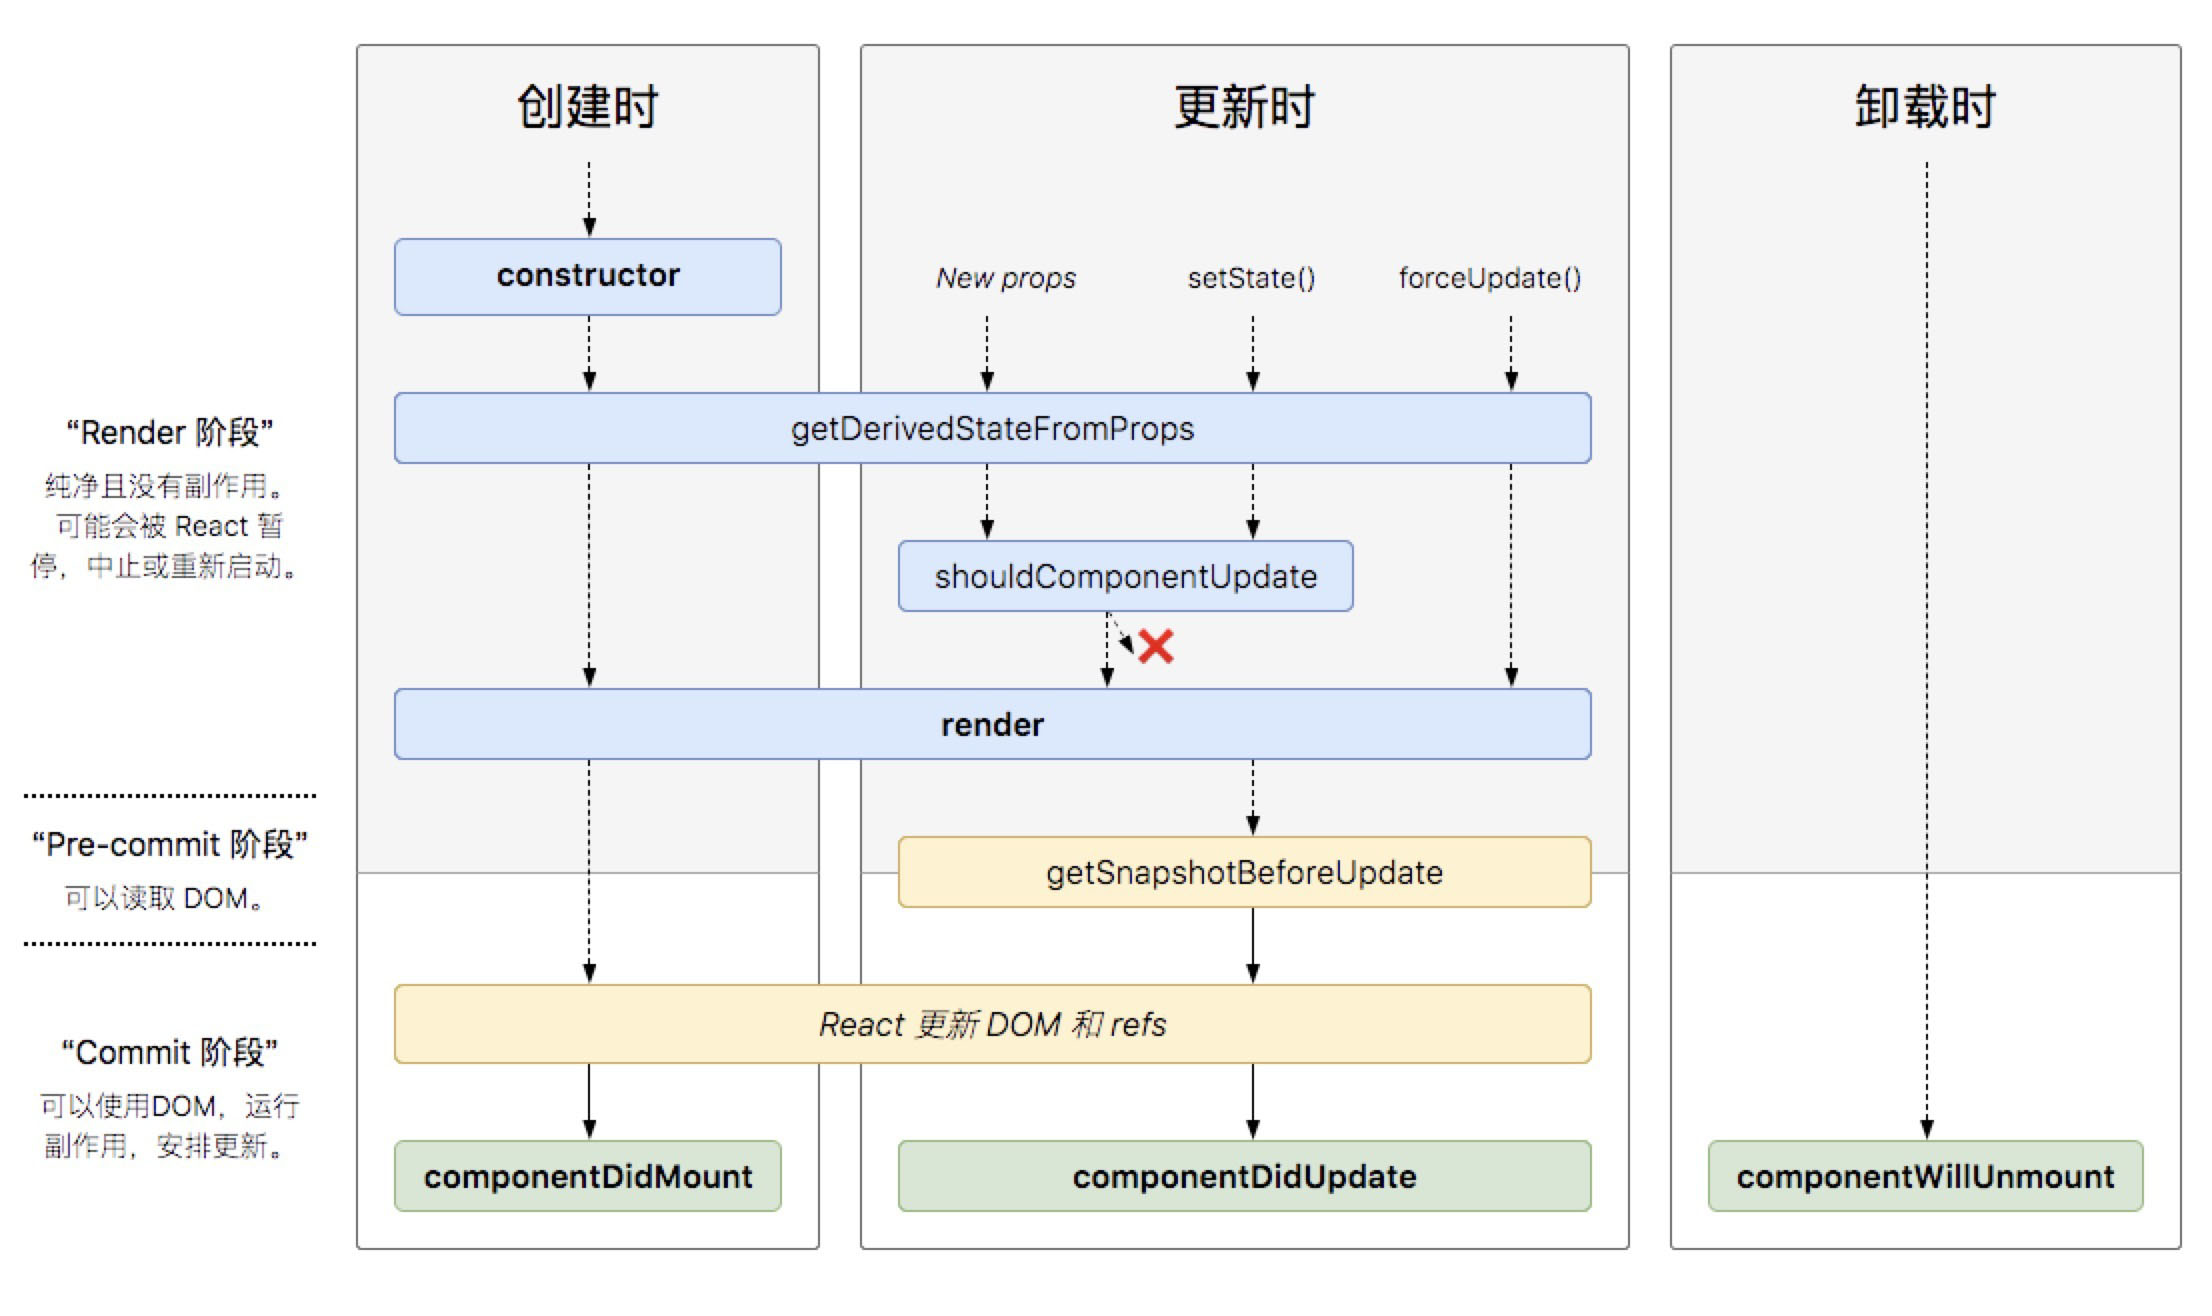 创建时
更新时
卸载时
constructor
New props
setState()
forceUpdate()
getDerivedStateFromProps
“Render 阶段”
纯净且没有副作用。
可能会被 React 暂
停，中止或重新启动。
shouldComponentUpdate
render
“Pre-commit 阶段”
可以读取 DOM。
getSnapshotBeforeUpdate
React 更新 DOM 和 refs
“Commit 阶段”
可以使用DOM，运行
副作用，安排更新。
componentDidMount
componentDidUpdate
componentWillUnmount